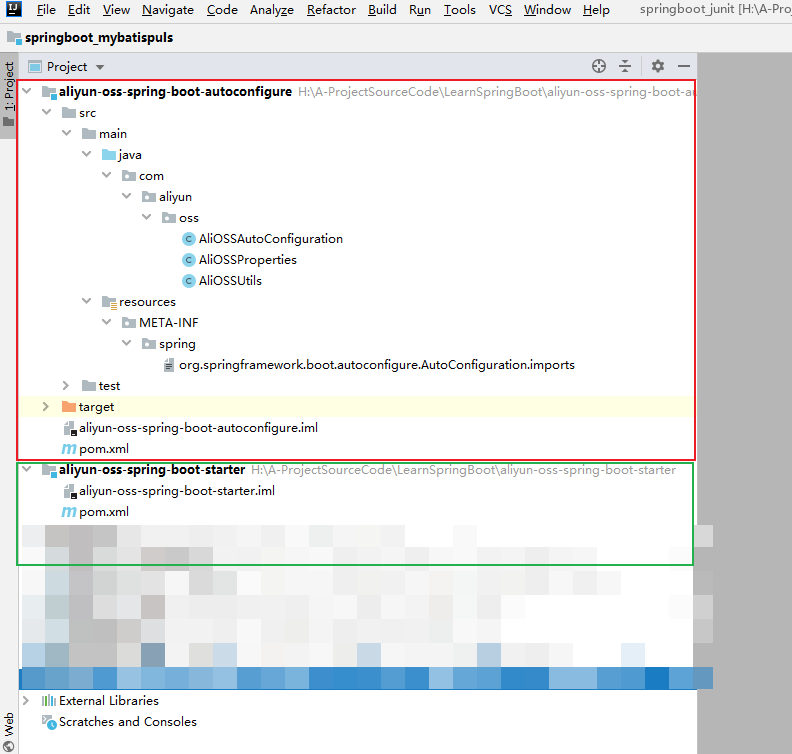 File Edit View Navigate Code Analyze Refactor Build Run Tools VCS Window Help springboot_junit [H:\A-Proj
springboot_mybatispuls
1: Project
Project
aliyun-oss-spring-boot-autoconfigure H:\A-ProjectSourceCode\LearnSpringBoot\aliyun-oss-spring-boot-au
src
main
java
com
aliyun
oss
AliOSSAutoConfiguration
AliOSSProperties
AliOSSUtils
resources
META-INF
spring
org.springframework.boot.autoconfigure.AutoConfiguration.imports
test
target
aliyun-oss-spring-boot-autoconfigure.iml
pom.xml
aliyun-oss-spring-boot-starter H:\A-ProjectSourceCode\LearnSpringBoot\aliyun-oss-spring-boot-starter
aliyun-oss-spring-boot-starter.iml
pom.xml
External Libraries
Scratches and Consoles
Web